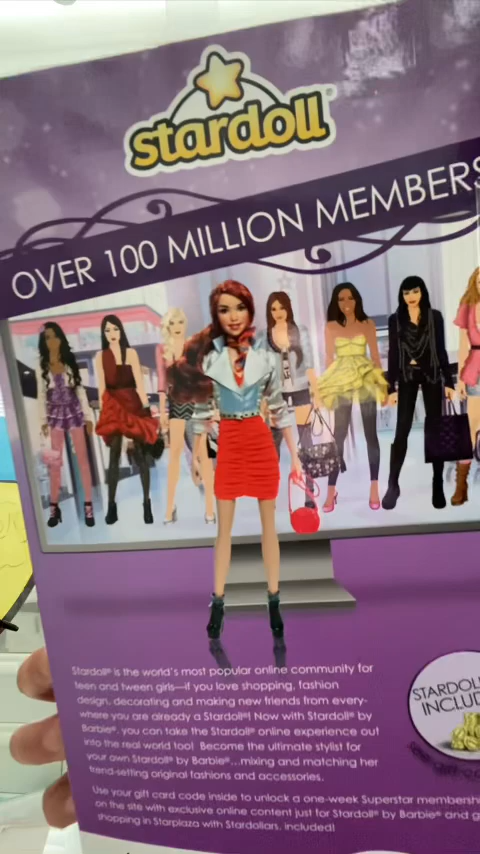 stardoll
OVER 100 MILLION MEMBERS
Stardoll® is the world's most popular online community for
teen and tween girls—if you love shopping, fashion
design, decorating and making new friends from every-
where you are already a Stardoll®! Now with Stardoll® by
Barbie®, you can take the Stardoll® online experience out
into the real world too! Become the ultimate stylist for
your own Stardoll® by Barbie®...mixing and matching her
trend-setting original fashions and accessories.
STARDOLL
INCLUD
Use your gift card code inside to unlock a one-week Superstar membersh
on the site with exclusive online content just for Stardoll® by Barbie® and g
shopping in Starplaza with Stardollars, included!